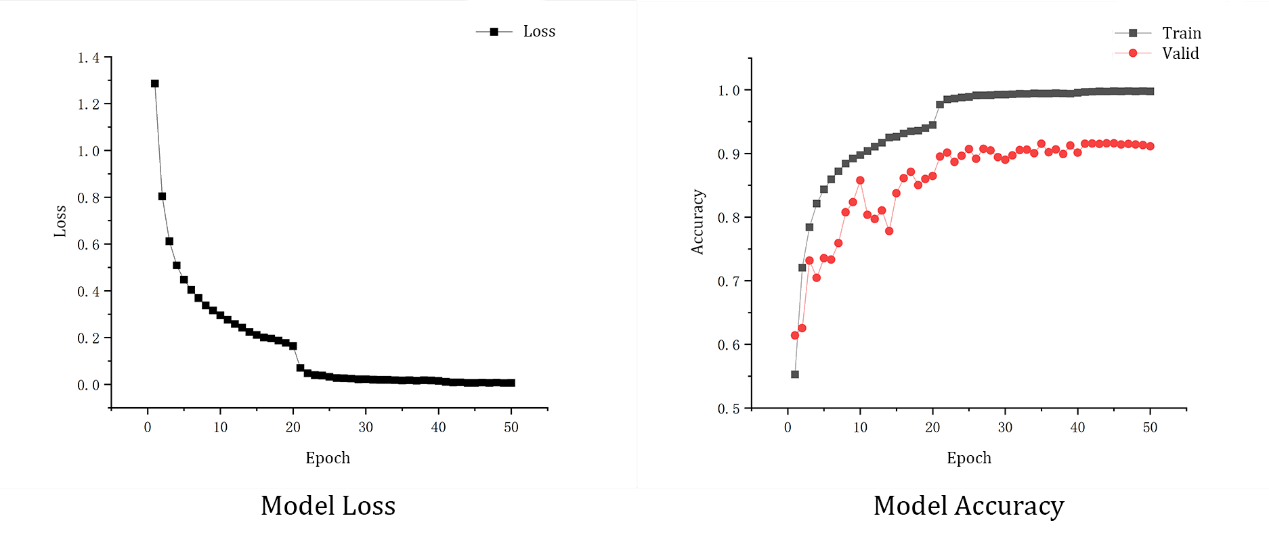 Loss
1.4
1.2
1.0
0.8
0.6
0.4
0.2
0.0
Loss
0 10 20 30 40 50
Epoch
Model Loss
Train
Valid
1.0
0.9
0.8
0.7
0.6
0.5
Accuracy
0 10 20 30 40 50
Epoch
Model Accuracy